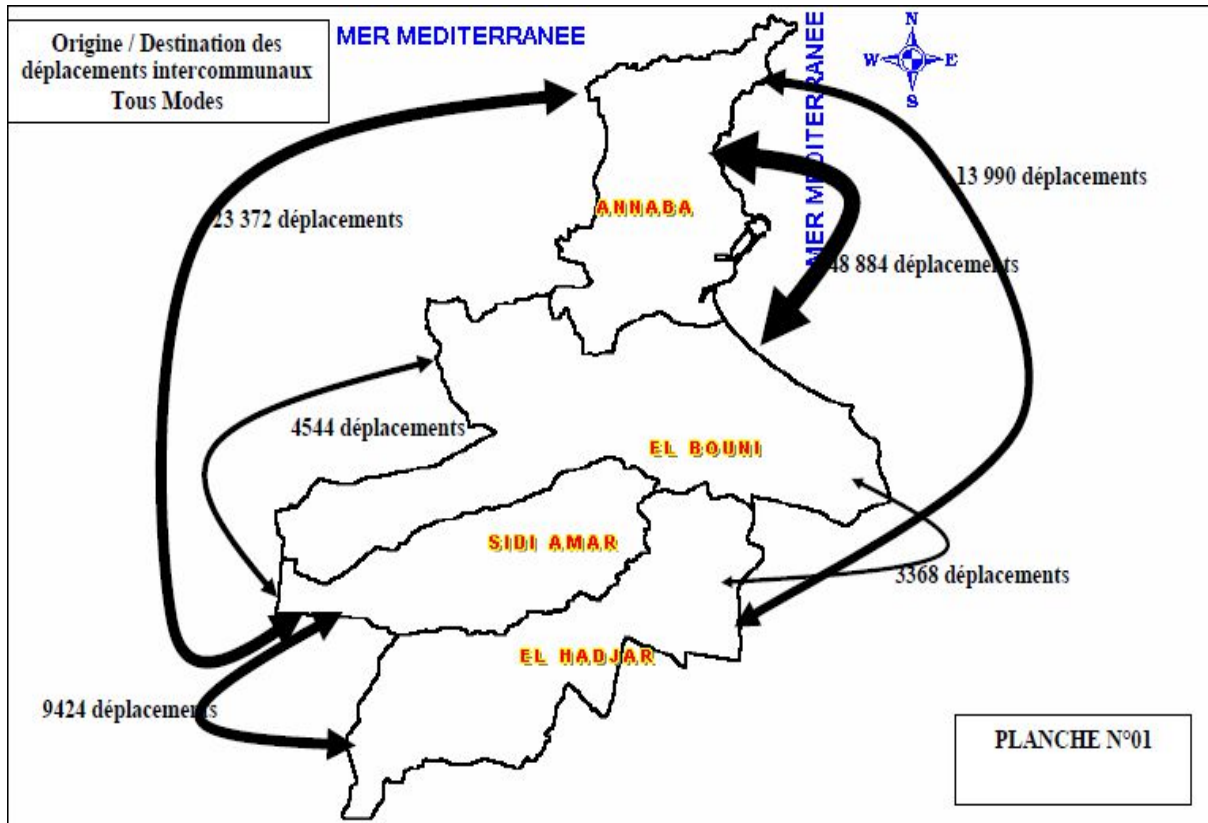 Origine / Destination des
déplacements intercommunaux
Tous Modes
MER MEDITERRANEE
MER MEDITERRANEE
N
W
E
S
13 990 déplacements
ANNABA
23 372 déplacements
48 884 déplacements
4544 déplacements
EL BOUNI
SIDI AMAR
3368 déplacements
EL HADJAR
9424 déplacements
PLANCHE N°01